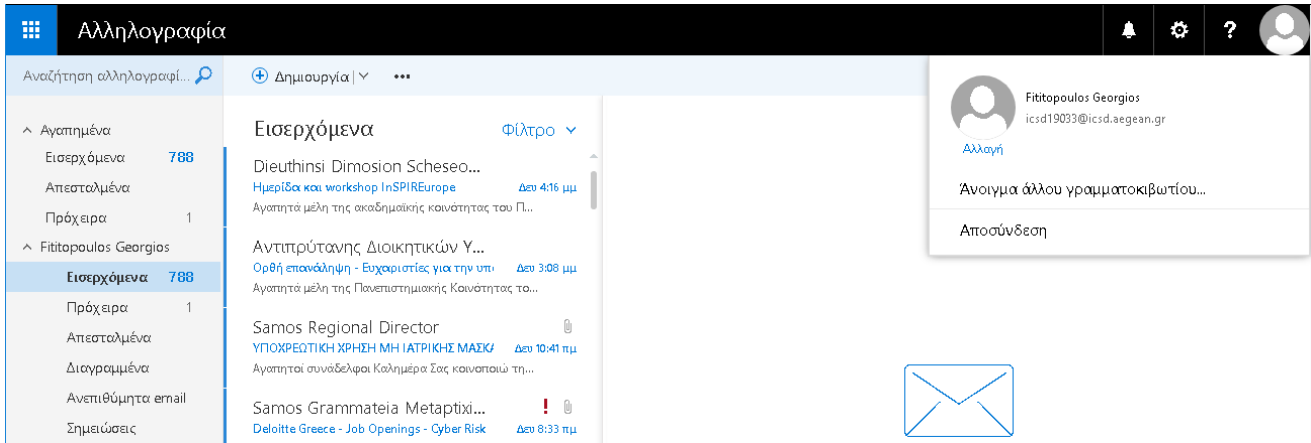 Αλληλογραφία
?
Αναζήτηση αλληλογραφί...
Δημιουργία
Αγαπημένα
Εισερχόμενα 788
Απεσταλμένα
Πρόχειρα 1
Fititopoulos Georgios
Εισερχόμενα 788
Πρόχειρα 1
Απεσταλμένα
Διαγραμμένα
Ανεπιθύμητα email
Σημειώσεις
Εισερχόμενα Φίλτρο
Dieuthinsi Dimosion Scheseo...
Ημερίδα και workshop InSPIREurope Δευ 4:16 μμ
Αγαπητά μέλη της ακαδημαϊκής κοινότητας του Π...
Αντιπρύτανης Διοικητικών Υ...
Ορθή επανάληψη - Ευχαριστίες για την υπ Δευ 3:08 μμ
Αγαπητά μέλη της Πανεπιστημιακής Κοινότητας το...
Samos Regional Director
ΥΠΟΧΡΕΩΤΙΚΗ ΧΡΗΣΗ ΜΗ ΙΑΤΡΙΚΗΣ ΜΑΣΚΑ Δευ 10:41 πμ
Αγαπητοί συνάδελφοι Καλημέρα Σας κοινοποιώ τη...
Samos Grammateia Metaptixi... !
Deloitte Greece - Job Openings - Cyber Risk Δευ 8:33 πμ
Fititopoulos Georgios
icsd19033@icsd.aegean.gr
Αλλαγή
Άνοιγμα άλλου γραμματοκιβωτίου...
Αποσύνδεση